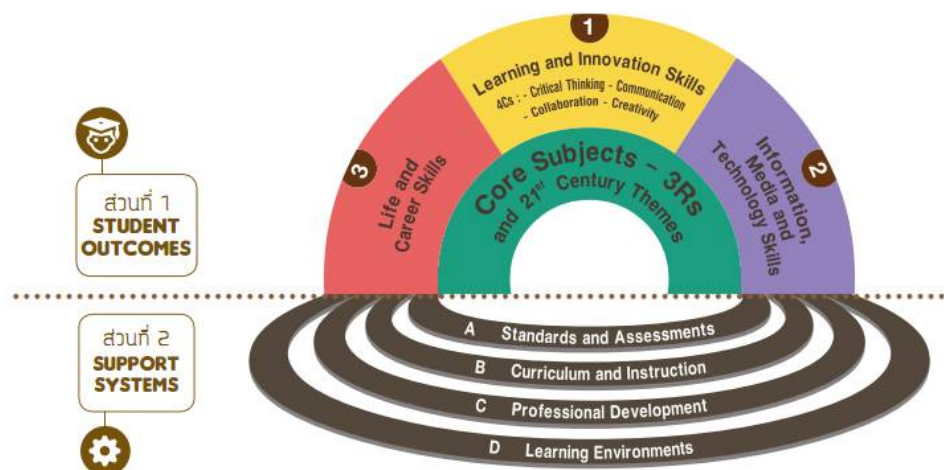 1
Learning and Innovation Skills
4Cs : - Critical Thinking - Communication
- Collaboration - Creativity
2
Information,
Media and
Technology Skills
3
Life and
Career Skills
Core Subjects - 3Rs
and 21st Century Themes
ส่วนที่ 1
STUDENT
OUTCOMES
ส่วนที่ 2
SUPPORT
SYSTEMS
A Standards and Assessments
B Curriculum and Instruction
C Professional Development
D Learning Environments